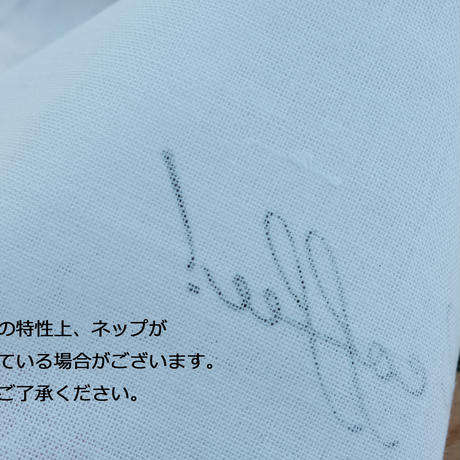 coffee!
の特性上、ネップが
ている場合がございます。
ご了承ください。